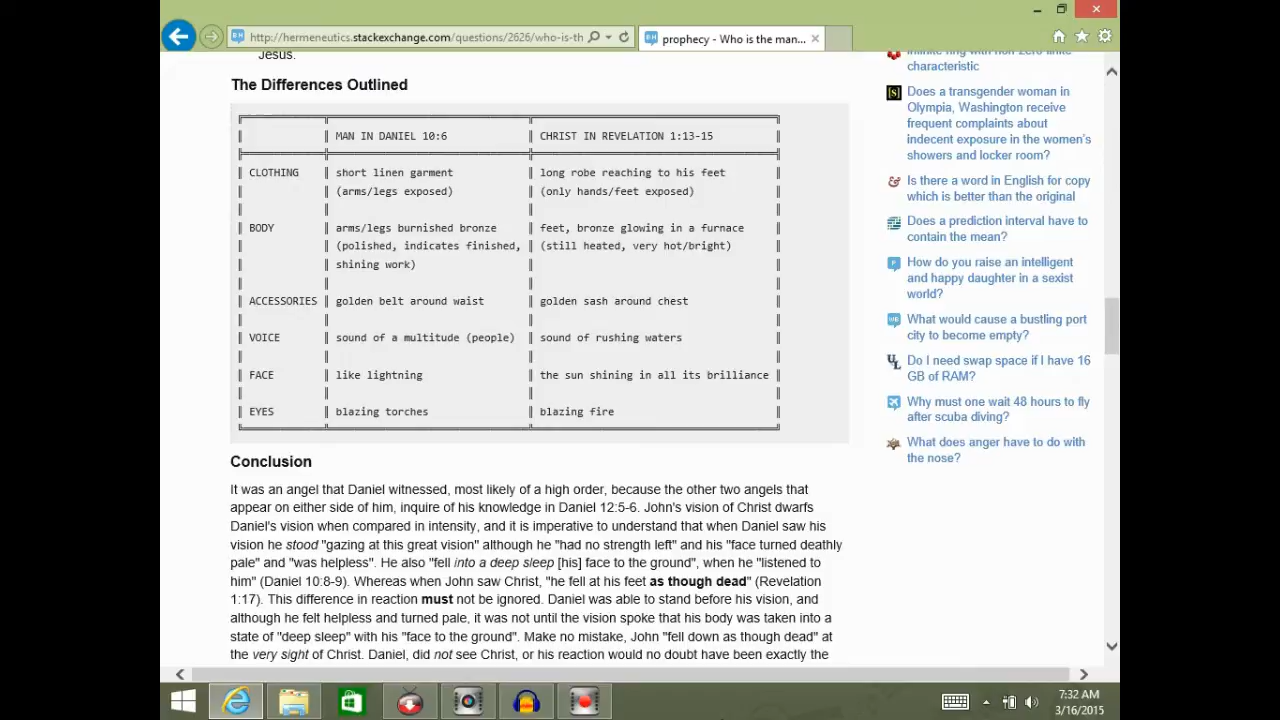 http://hermeneutics.stackexchange.com/questions/2626/who-is-th
prophecy - Who is the man...
Jesus.
The Differences Outlined
MAN IN DANIEL 10:6 CHRIST IN REVELATION 1:13-15
CLOTHING short linen garment long robe reaching to his feet
(arms/legs exposed) (only hands/feet exposed)
BODY arms/legs burnished bronze feet, bronze glowing in a furnace
(polished, indicates finished, (still heated, very hot/bright)
shining work)
ACCESSORIES golden belt around waist golden sash around chest
VOICE sound of a multitude (people) sound of rushing waters
FACE like lightning the sun shining in all its brilliance
EYES blazing torches blazing fire
Conclusion
It was an angel that Daniel witnessed, most likely of a high order, because the other two angels that
appear on either side of him, inquire of his knowledge in Daniel 12:5-6. John's vision of Christ dwarfs
Daniel's vision when compared in intensity, and it is imperative to understand that when Daniel saw his
vision he stood "gazing at this great vision" although he "had no strength left" and his "face turned deathly
pale" and "was helpless". He also "fell into a deep sleep [his] face to the ground", when he "listened to
him" (Daniel 10:8-9). Whereas when John saw Christ, "he fell at his feet as though dead" (Revelation
1:17). This difference in reaction must not be ignored. Daniel was able to stand before his vision, and
although he felt helpless and turned pale, it was not until the vision spoke that his body was taken into a
state of "deep sleep" with his "face to the ground". Make no mistake, John "fell down as though dead" at
the very sight of Christ. Daniel, did not see Christ, or his reaction would no doubt have been exactly the
infinite ring with non-zero finite
characteristic
Does a transgender woman in
Olympia, Washington receive
frequent complaints about
indecent exposure in the women's
showers and locker room?
Is there a word in English for copy
which is better than the original
Does a prediction interval have to
contain the mean?
How do you raise an intelligent
and happy daughter in a sexist
world?
What would cause a bustling port
city to become empty?
Do I need swap space if I have 16
GB of RAM?
Why must one wait 48 hours to fly
after scuba diving?
What does anger have to do with
the nose?
7:32 AM
3/16/2015